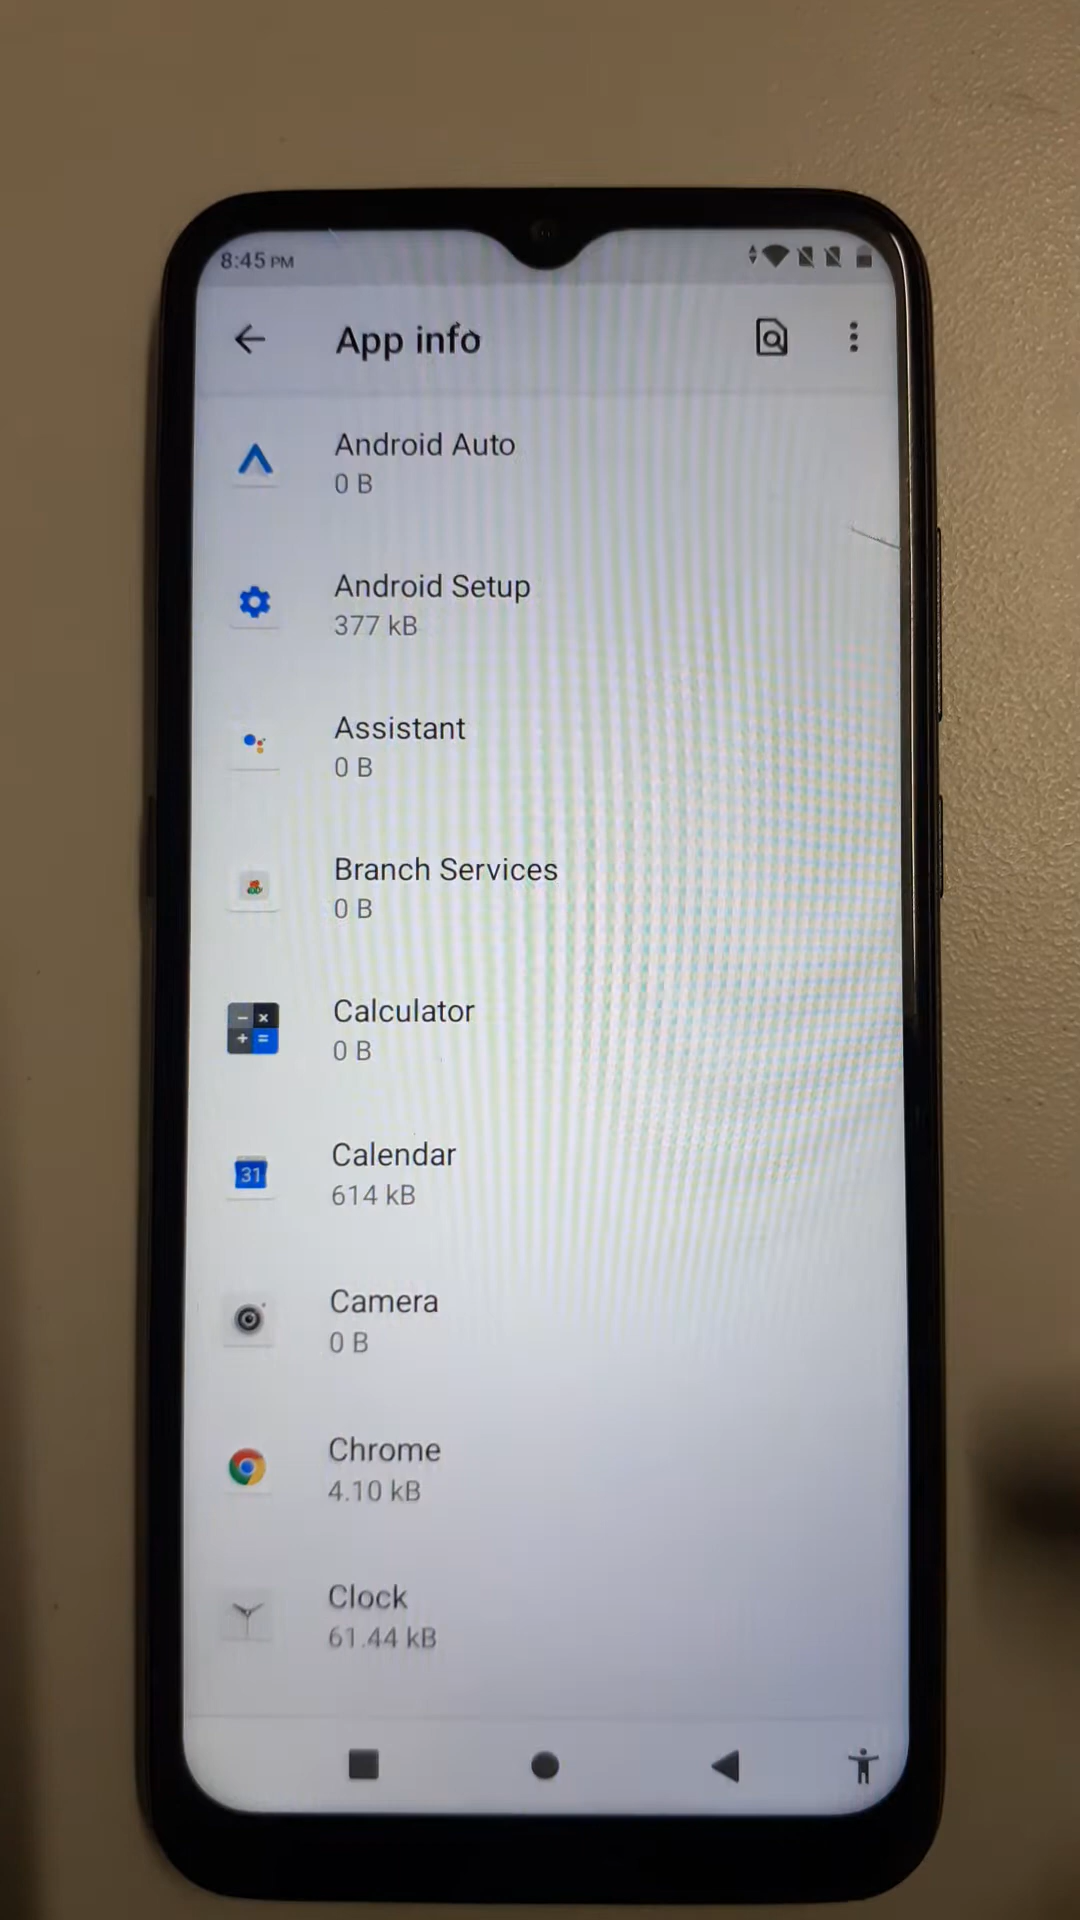 8:45 PM
App info
Android Auto
0 B
Android Setup
377 kB
Assistant
0 B
Branch Services
0 B
Calculator
0 B
31
Calendar
614 kB
Camera
0 B
Chrome
4.10 kB
Clock
61.44 kB